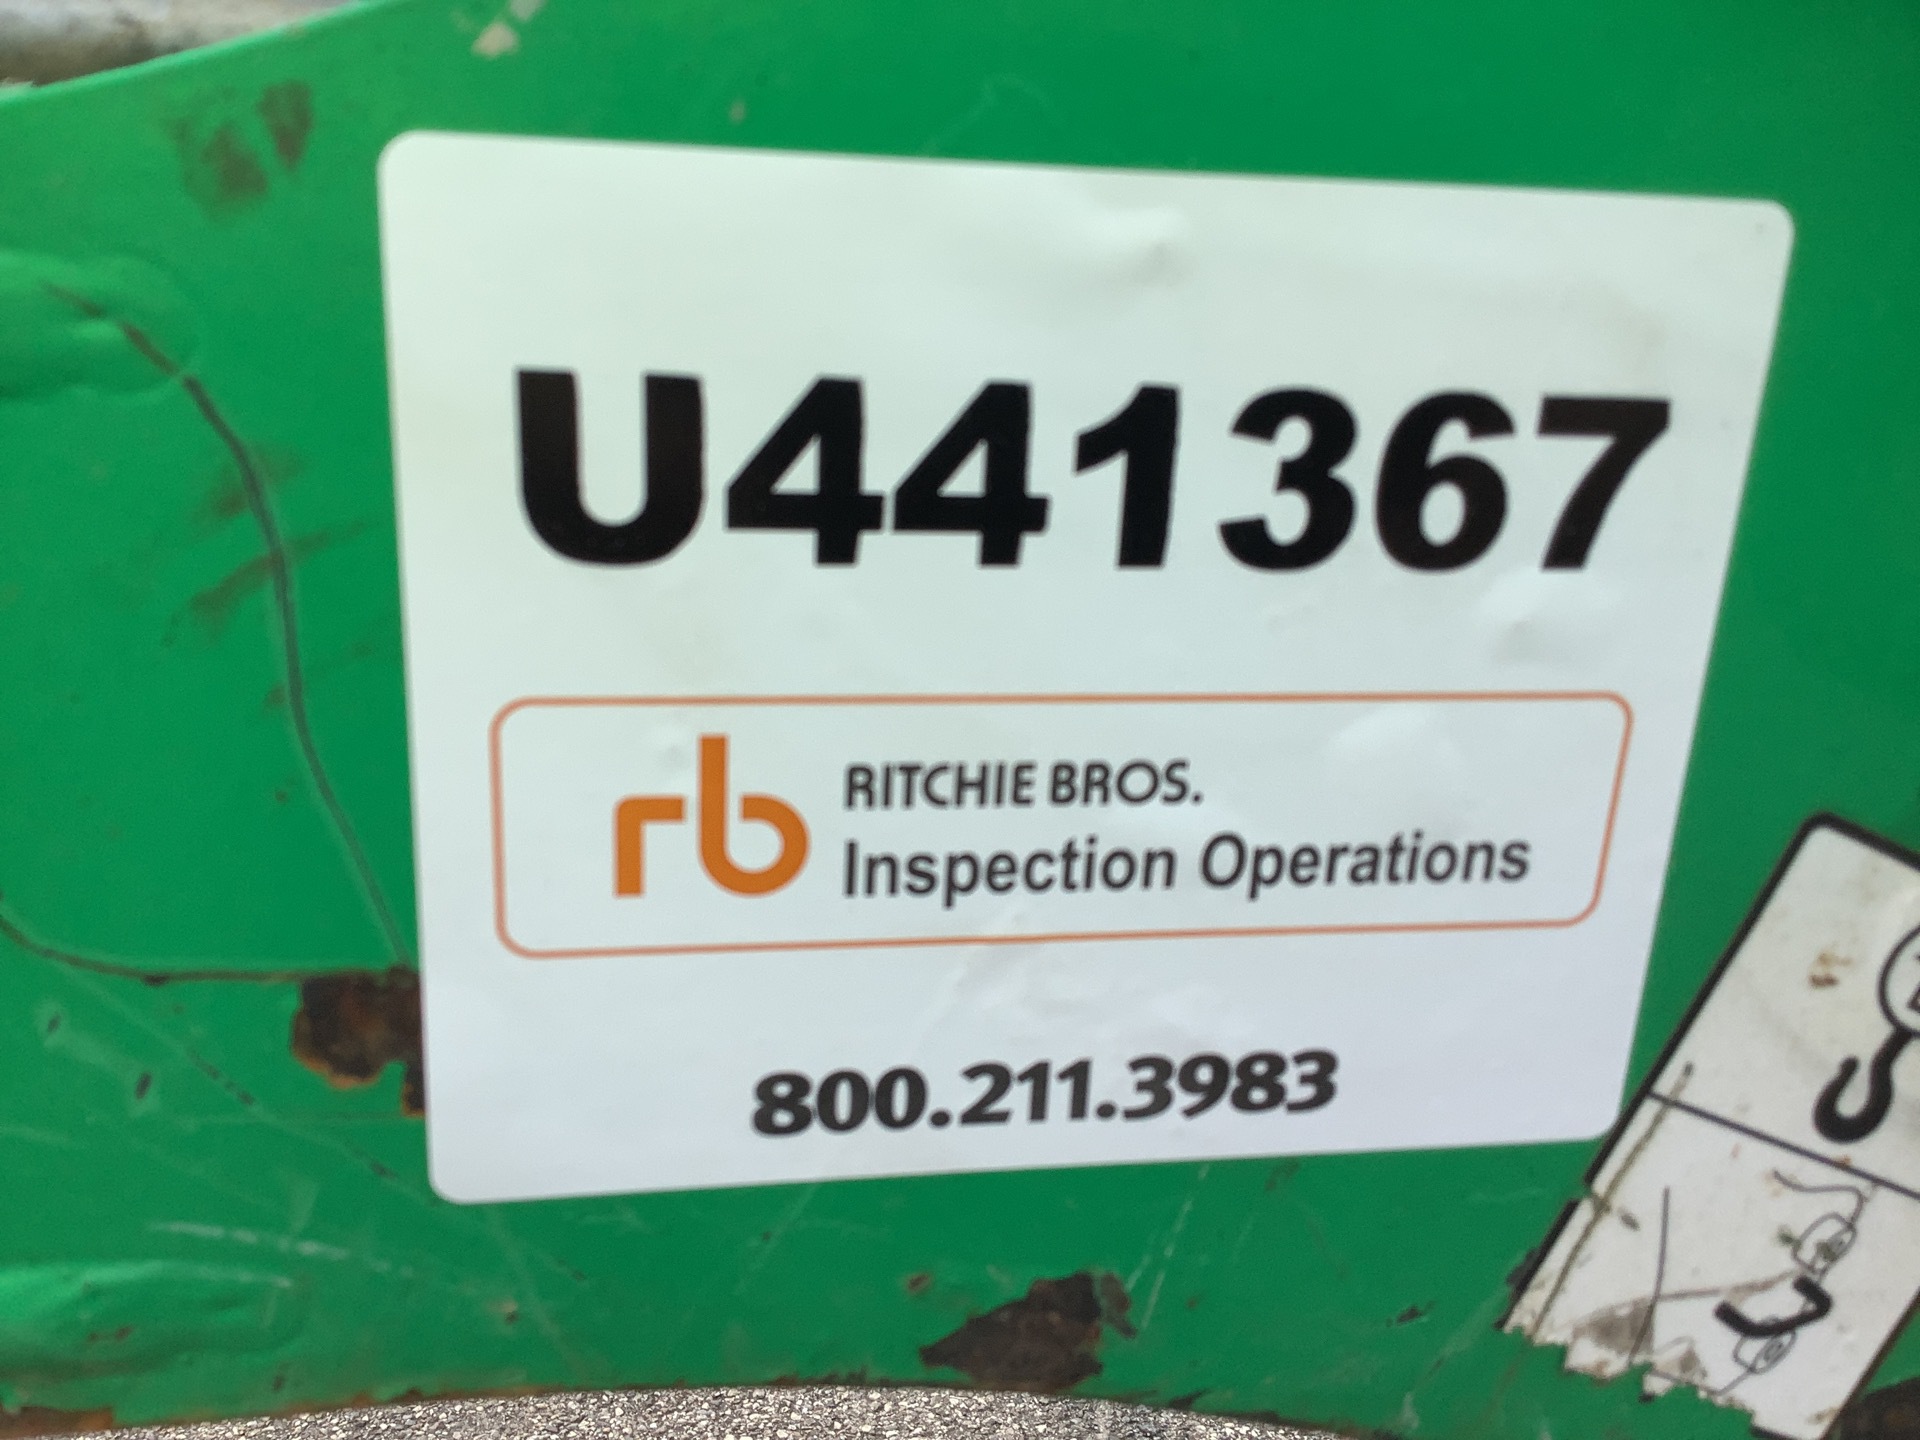 U441367
rb RITCHIE BROS.
Inspection Operations
800.211.3983